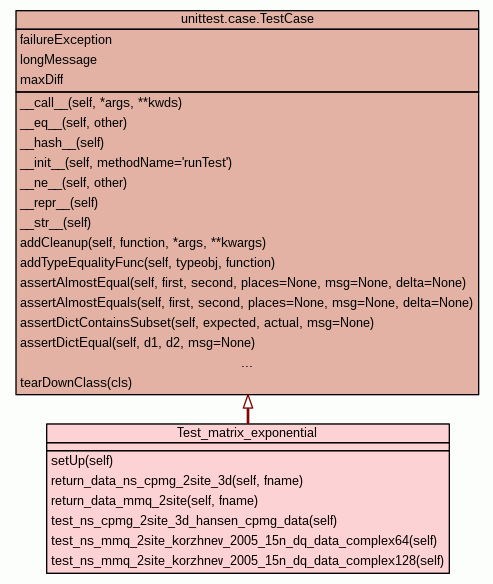 unittest.case.TestCase
failureException
longMessage
maxDiff
__call__(self, *args, **kwds)
__eq__(self, other)
__hash__(self)
__init__(self, methodName='runTest')
__ne__(self, other)
__repr__(self)
__str__(self)
addCleanup(self, function, *args, **kwargs)
addTypeEqualityFunc(self, typeobj, function)
assertAlmostEqual(self, first, second, places=None, msg=None, delta=None)
assertAlmostEquals(self, first, second, places=None, msg=None, delta=None)
assertDictContainsSubset(self, expected, actual, msg=None)
assertDictEqual(self, d1, d2, msg=None)
...
tearDownClass(cls)
Test_matrix_exponential
setUp(self)
return_data_ns_cpmg_2site_3d(self, fname)
return_data_mmq_2site(self, fname)
test_ns_cpmg_2site_3d_hansen_cpmg_data(self)
test_ns_mmq_2site_korzhnew_2005_15n_dq_data_complex64(self)
test_ns_mmq_2site_korzhnew_2005_15n_dq_data_complex128(self)